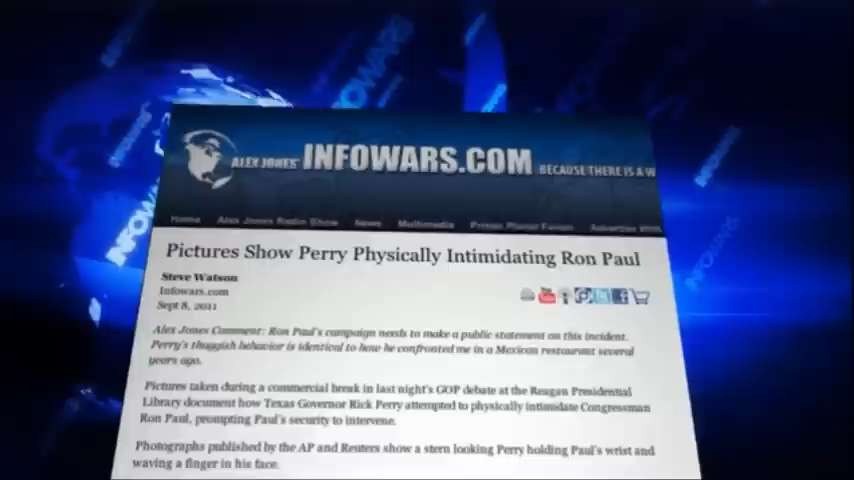 ALEX JONES' INFOWARS.COM BECAUSE THERE IS A W
Home Alex Jones Radio Show News Multimedia Prison Planet Forum Advertise With
Pictures Show Perry Physically Intimidating Ron Paul
Steve Watson
Infowars.com
Sept 8, 2011
Alex Jones Comment: Ron Paul's campaign needs to make a public statement on this incident.
Perry's thuggish behavior is identical to how he confronted me in a Mexican restaurant several
years ago.
Pictures taken during a commercial break in last night's GOP debate at the Reagan Presidential
Library document how Texas Governor Rick Perry attempted to physically intimidate Congressman
Ron Paul, prompting Paul's security to intervene.
Photographs published by the AP and Reuters show a stern looking Perry holding Paul's wrist and
waving a finger in his face.
INFOWARS
INFOWARS
INFOWARS
INFOWARS
INFOWARS